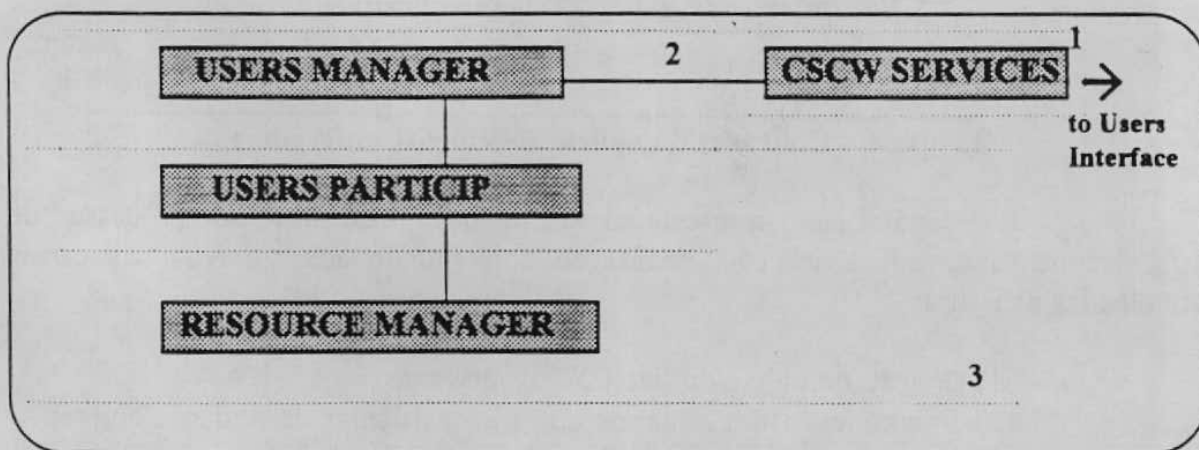 1
2
USERS MANAGER
CSCW SERVICES
to Users
Interface
USERS PARTICIP
RESOURCE MANAGER
3